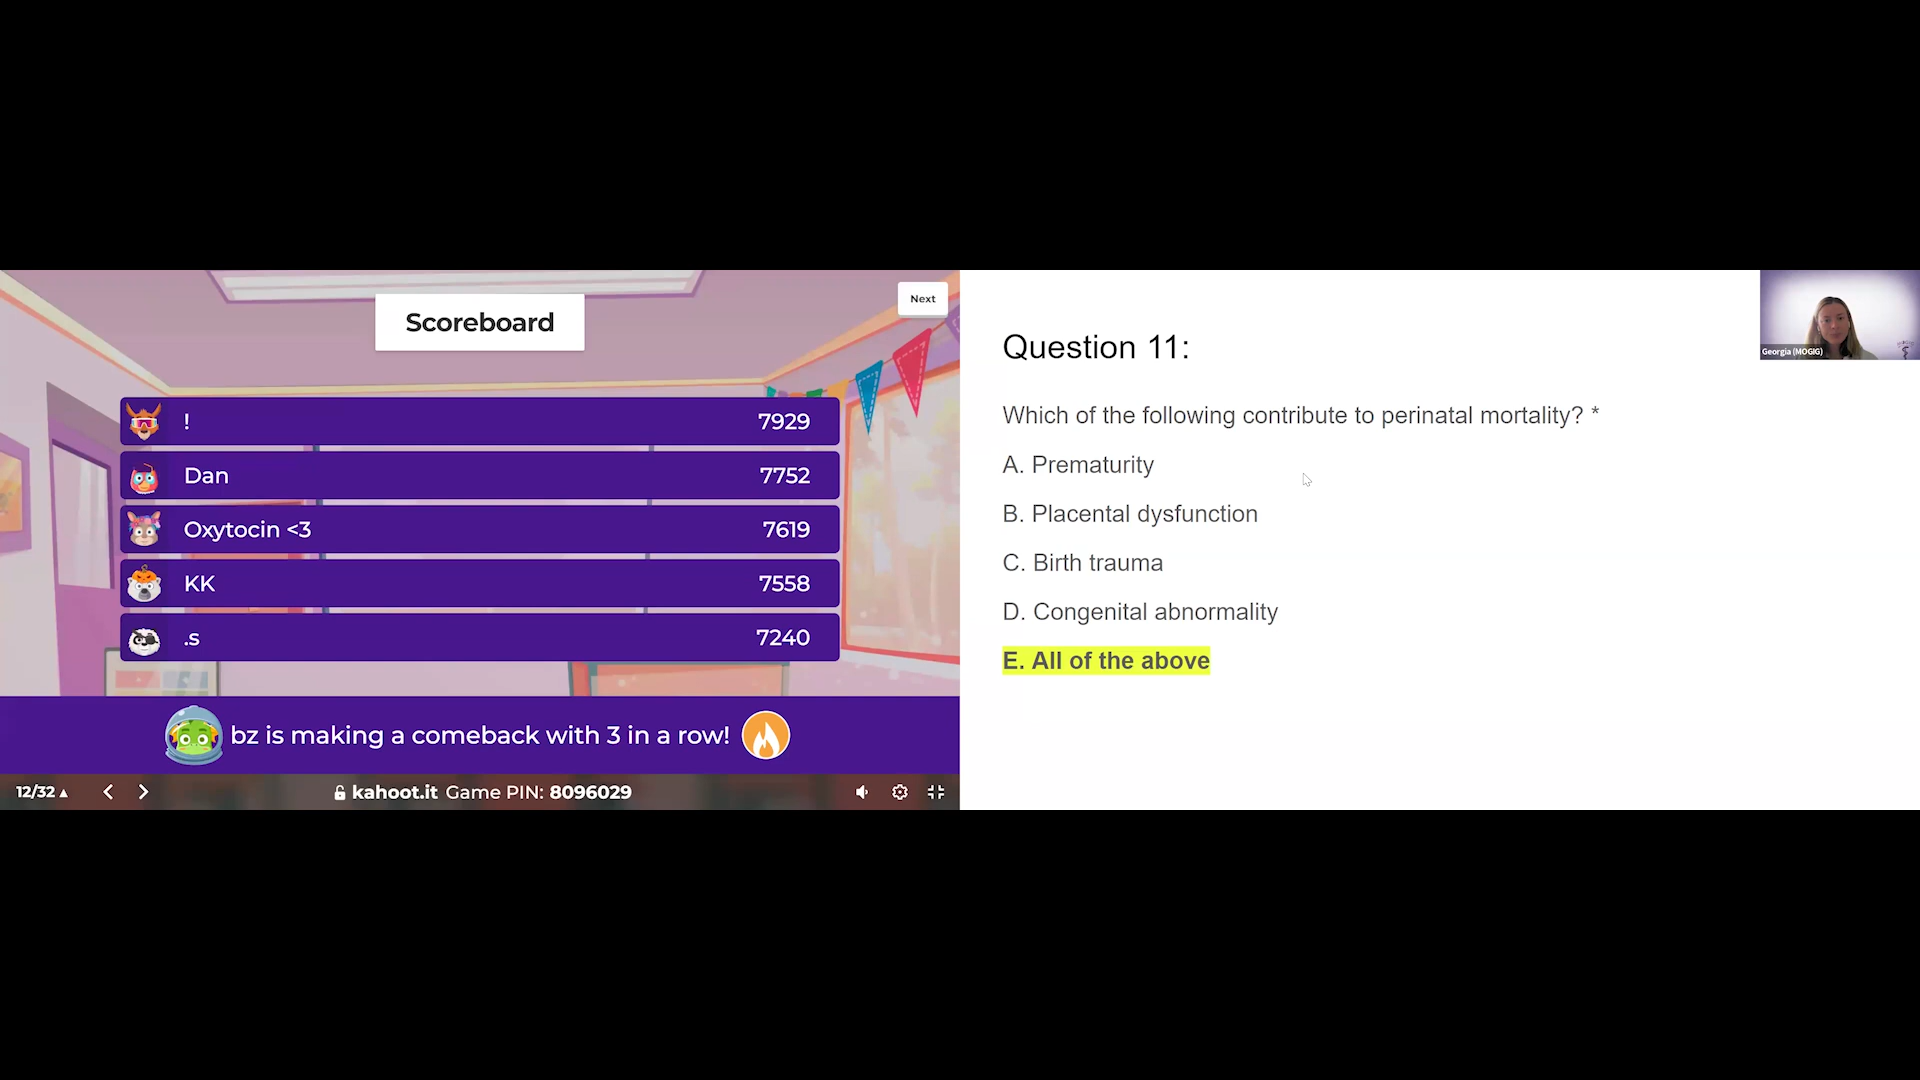 Scoreboard
Next
! 7929
Dan 7752
Oxytocin <3 7619
KK 7558
.s 7240
bz is making a comeback with 3 in a row!
12/32 kahoot.it Game PIN: 8096029
Question 11:
Which of the following contribute to perinatal mortality? *
A. Prematurity
B. Placental dysfunction
C. Birth trauma
D. Congenital abnormality
E. All of the above
Georgia (MOGIG)